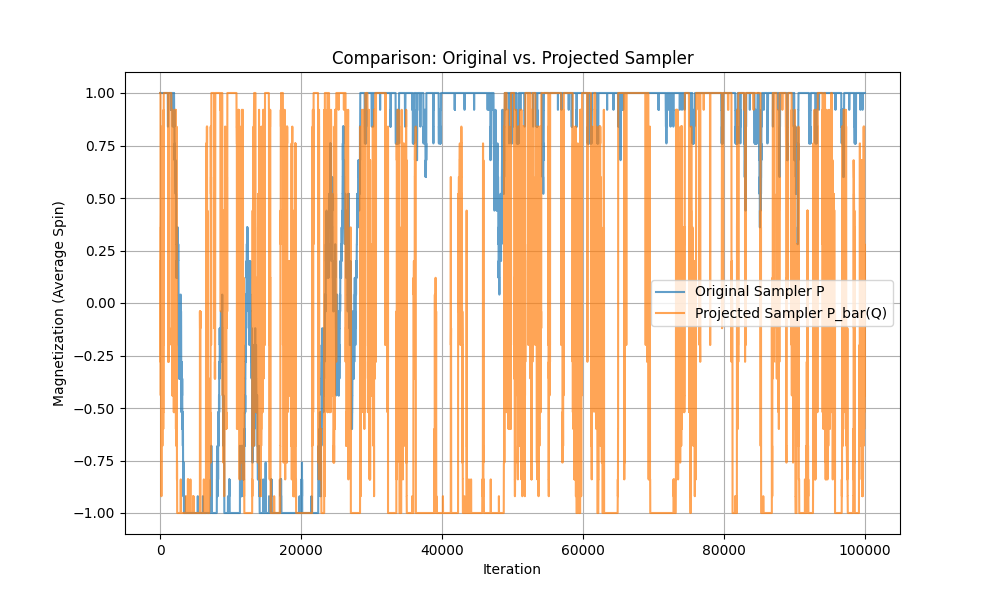 Comparison: Original vs. Projected Sampler
1.00
0.75
0.50
0.25
0.00
−0.25
−0.50
−0.75
−1.00
Magnetization (Average Spin)
Original Sampler P
Projected Sampler P_bar(Q)
0 20000 40000 60000 80000 100000
Iteration